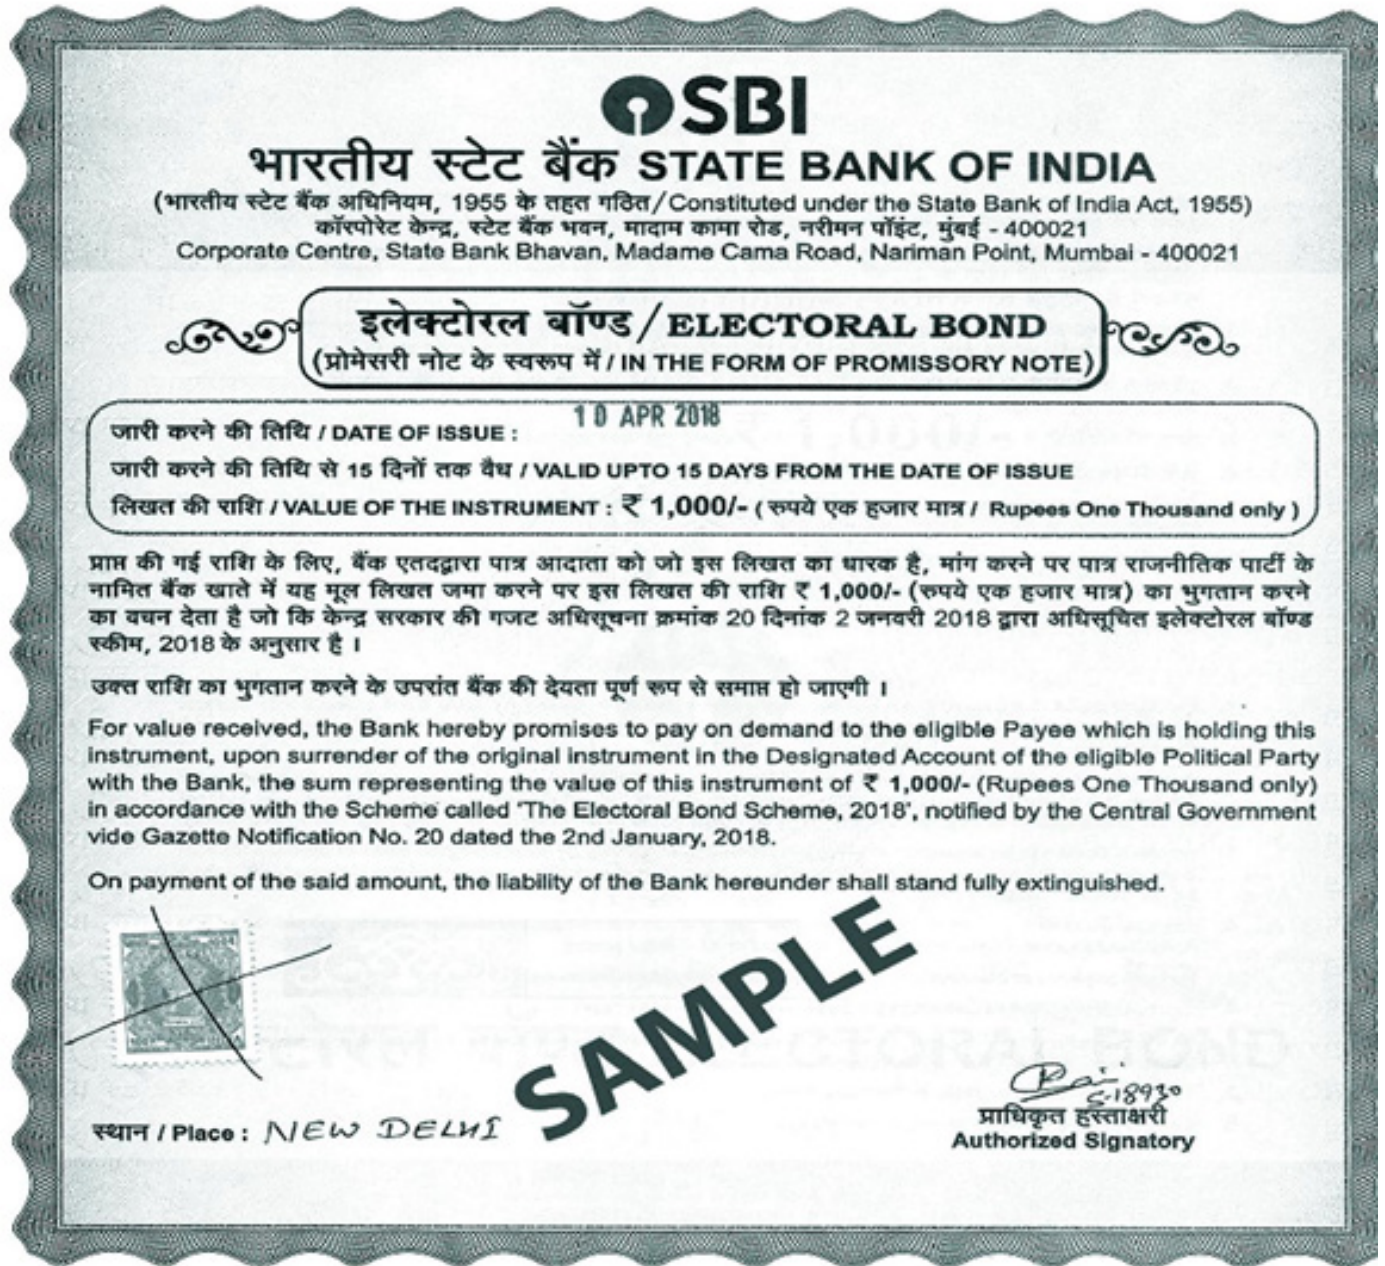 SBI
भारतीय स्टेट बैंक STATE BANK OF INDIA
(भारतीय स्टेट बैंक अधिनियम, 1955 के तहत गठित/Constituted under the State Bank of India Act, 1955)
कॉरपोरेट केन्द्र, स्टेट बैंक भवन, मादाम कामा रोड, नरीमन पॉइंट, मुंबई - 400021
Corporate Centre, State Bank Bhavan, Madame Cama Road, Nariman Point, Mumbai - 400021
इलेक्टोरल बॉण्ड/ELECTORAL BOND
(प्रोमेसरी नोट के स्वरूप में/ IN THE FORM OF PROMISSORY NOTE)
जारी करने की तिथि / DATE OF ISSUE : 10 APR 2018
जारी करने की तिथि से 15 दिनों तक वैध / VALID UPTO 15 DAYS FROM THE DATE OF ISSUE
लिखत की राशि / VALUE OF THE INSTRUMENT : ₹ 1,000/- ( रुपये एक हजार मात्र / Rupees One Thousand only )
प्राप्त की गई राशि के लिए, बैंक एतदद्वारा पात्र आदाता को जो इस लिखत का धारक है, मांग करने पर पात्र राजनीतिक पार्टी के
नामित बैंक खाते में यह मूल लिखत जमा करने पर इस लिखत की राशि ₹ 1,000/- (रुपये एक हजार मात्र) का भुगतान करने
का वचन देता है जो कि केन्द्र सरकार की गजट अधिसूचना क्रमांक 20 दिनांक 2 जनवरी 2018 द्वारा अधिसूचित इलेक्टोरल बॉण्ड
स्कीम, 2018 के अनुसार है ।
उक्त राशि का भुगतान करने के उपरांत बैंक की देयता पूर्ण रूप से समाप्त हो जाएगी ।
For value received, the Bank hereby promises to pay on demand to the eligible Payee which is holding this
instrument, upon surrender of the original instrument in the Designated Account of the eligible Political Party
with the Bank, the sum representing the value of this instrument of ₹ 1,000/- (Rupees One Thousand only)
in accordance with the Scheme called 'The Electoral Bond Scheme, 2018', notified by the Central Government
vide Gazette Notification No. 20 dated the 2nd January, 2018.
On payment of the said amount, the liability of the Bank hereunder shall stand fully extinguished.
SAMPLE
स्थान / Place : NEW DELHI
प्राधिकृत हस्ताक्षरी
Authorized Signatory